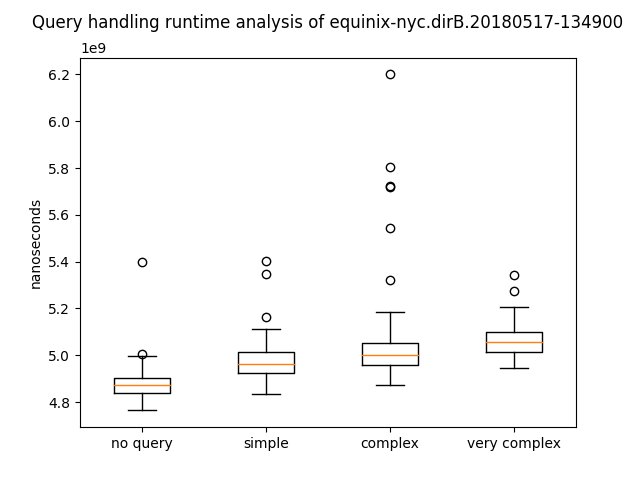 Query handling runtime analysis of equinix-nyc.dirB.20180517-134900
1e9
6.2
6.0
5.8
5.6
5.4
5.2
5.0
4.8
nanoseconds
no query simple complex very complex